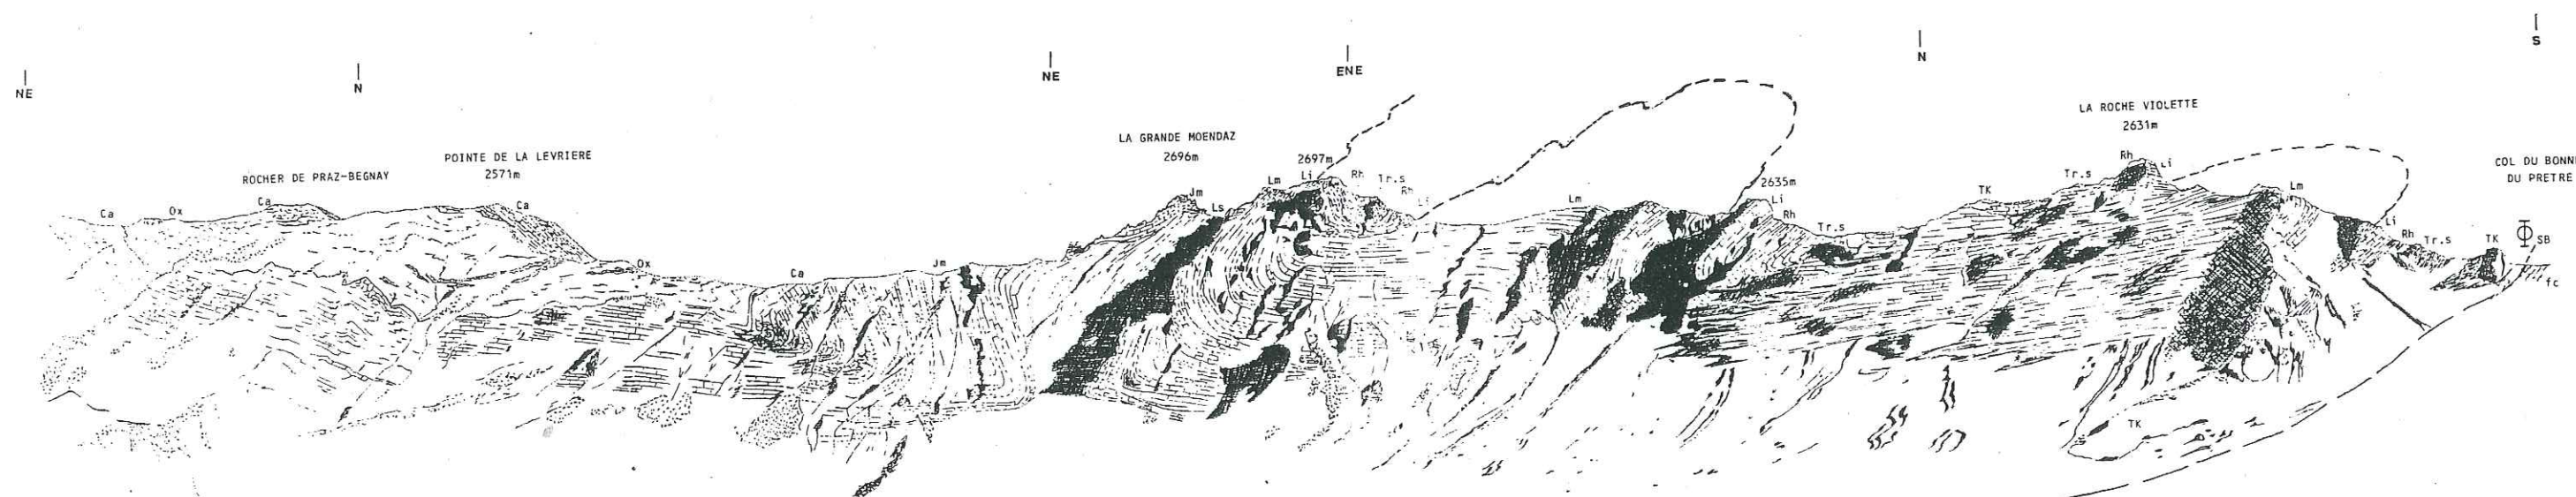 NE
N
NE
ENE
N
S
ROCHER DE PRAZ-BEGNAY
POINTE DE LA LEVRIERE
2571m
LA GRANDE MOENDAZ
2696m
2697m
2635m
LA ROCHE VIOLETTE
2631m
COL DU BONN
DU PRETRE
Ca
Ox
Ca
Ca
Ox
Ca
Jm
Jm
Ls
Lm
Li
Rh
Tr.s
Rh
Li
Lm
Li
Rh
Tr.s
TK
Tr.s
Rh
Li
Lm
Li
Rh
Tr.s
TK
SB
fc
TK